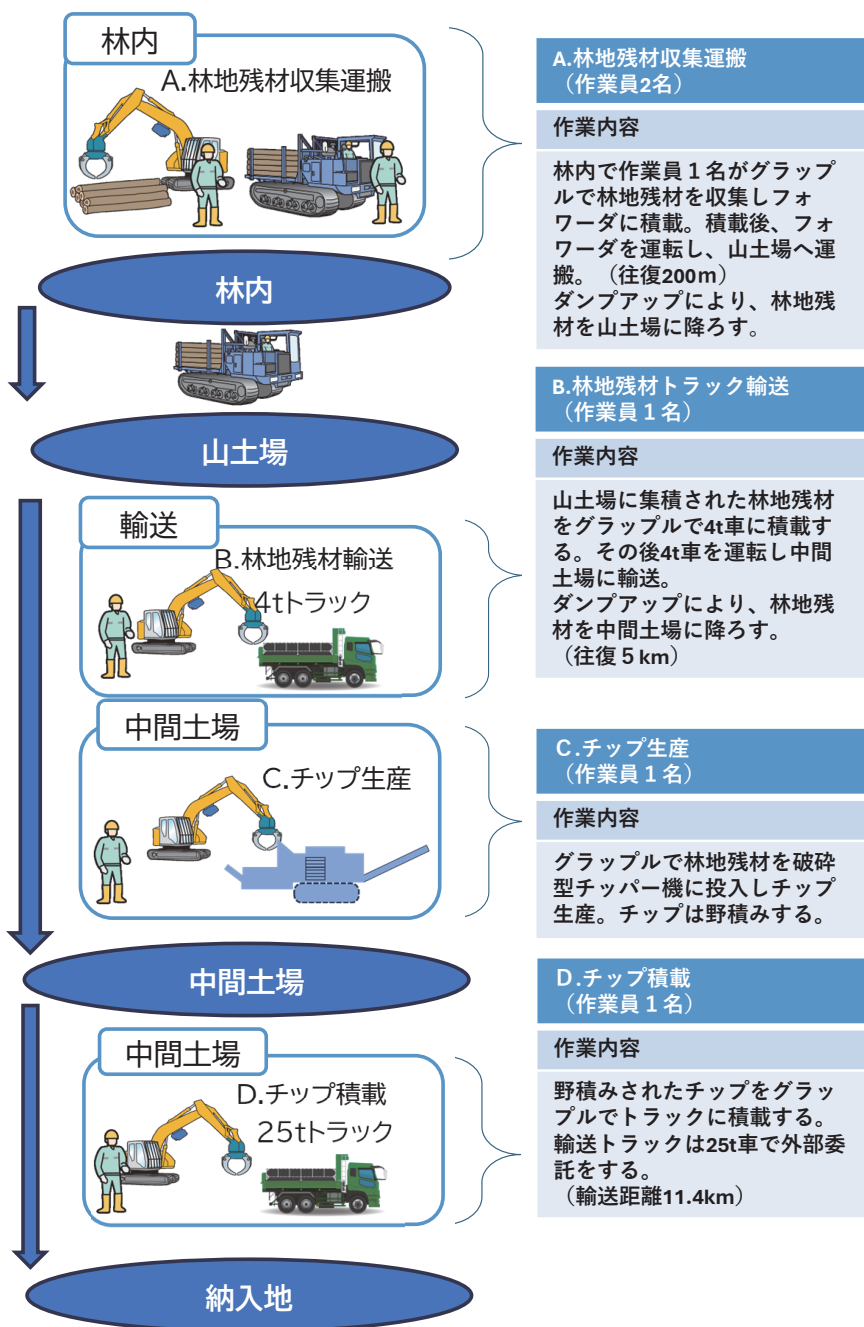 林内
A.林地残材収集運搬
A.林地残材収集運搬
（作業員2名）
作業内容
林内で作業員１名がグラップ
ルで林地残材を収集しフォ
ワーダに積載。積載後、フォ
ワーダを運転し、山土場へ運
搬。（往復200ｍ）
ダンプアップにより、林地残
材を山土場に降ろす。
林内
山土場
輸送
B.林地残材輸送
4tトラック
B.林地残材トラック輸送
（作業員１名）
作業内容
山土場に集積された林地残材
をグラップルで4t車に積載す
る。その後4t車を運転し中間
土場に輸送。
ダンプアップにより、林地残
材を中間土場に降ろす。
（往復５km）
中間土場
C.チップ生産
Ｃ.チップ生産
（作業員１名）
作業内容
グラップルで林地残材を破砕
型チッパー機に投入しチップ
生産。チップは野積みする。
中間土場
中間土場
D.チップ積載
25tトラック
Ｄ.チップ積載
（作業員１名）
作業内容
野積みされたチップをグラッ
プルでトラックに積載する。
輸送トラックは25t車で外部委
託をする。
（輸送距離11.4km）
納入地